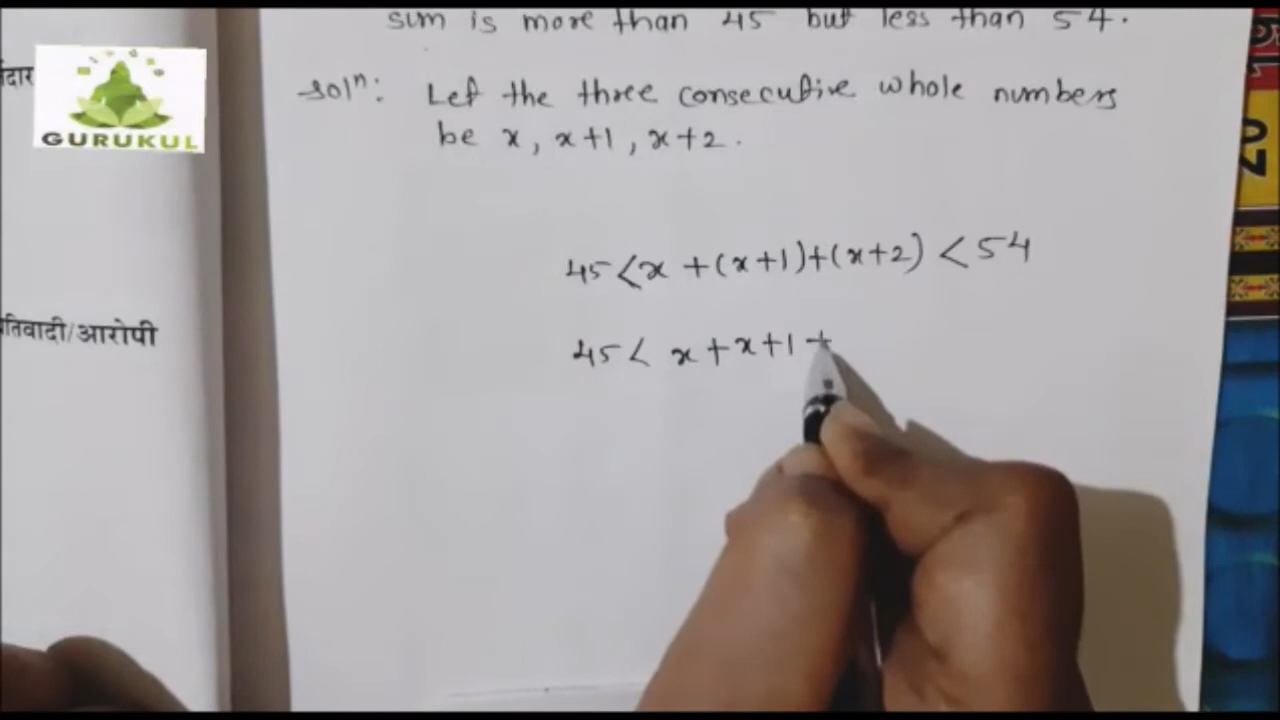 sum is more than 45 but less than 54.
Solⁿ: Let the three consecutive whole numbers
be x, x+1, x+2.
45 < x + (x+1)+(x+2) < 54
45 < x + x+1 +
GURUKUL
/आरोपी